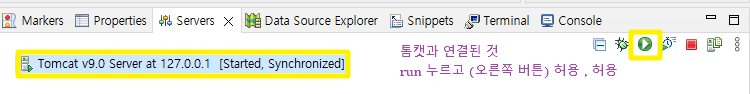 Markers Properties Servers Data Source Explorer Snippets Terminal Console
Tomcat v9.0 Server at 127.0.0.1 [Started, Synchronized]
톰캣과 연결된 것
run 누르고 (오른쪽 버튼) 허용 , 허용